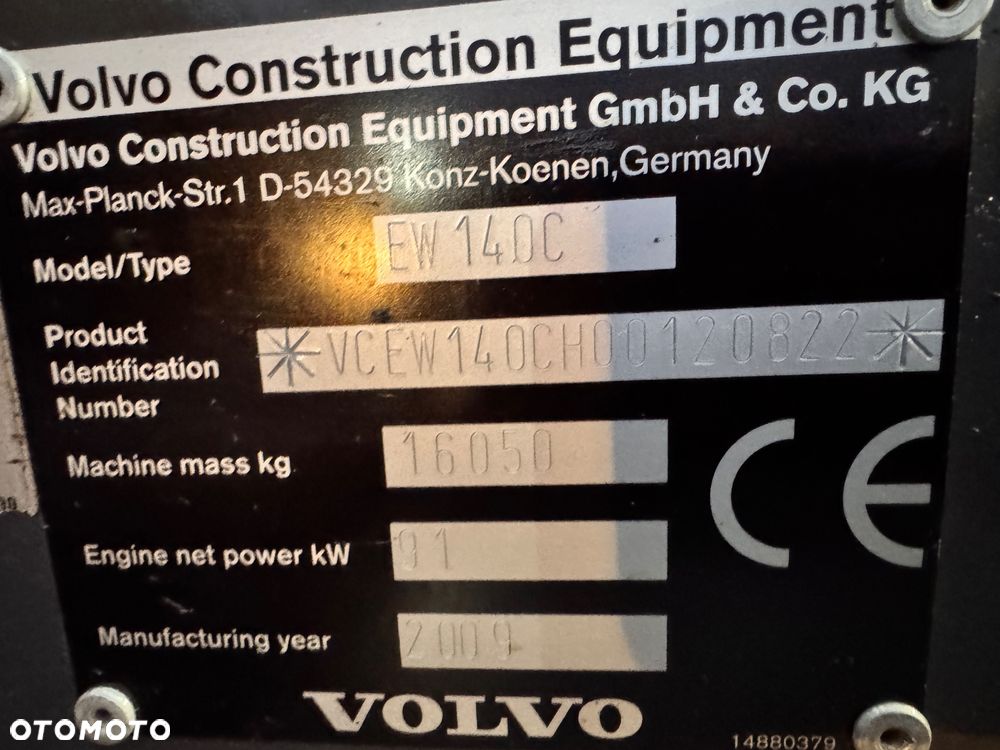 Volvo Construction Equipment
Volvo Construction Equipment GmbH & Co. KG
Max-Planck-Str.1 D-54329 Konz-Koenen,Germany
Model/Type EW140C
Product Identification Number *VCEW140CH00120822*
Machine mass kg 16050
Engine net power kW 91
Manufacturing year 2009
CE
VOLVO
14880379
OTOMOTO